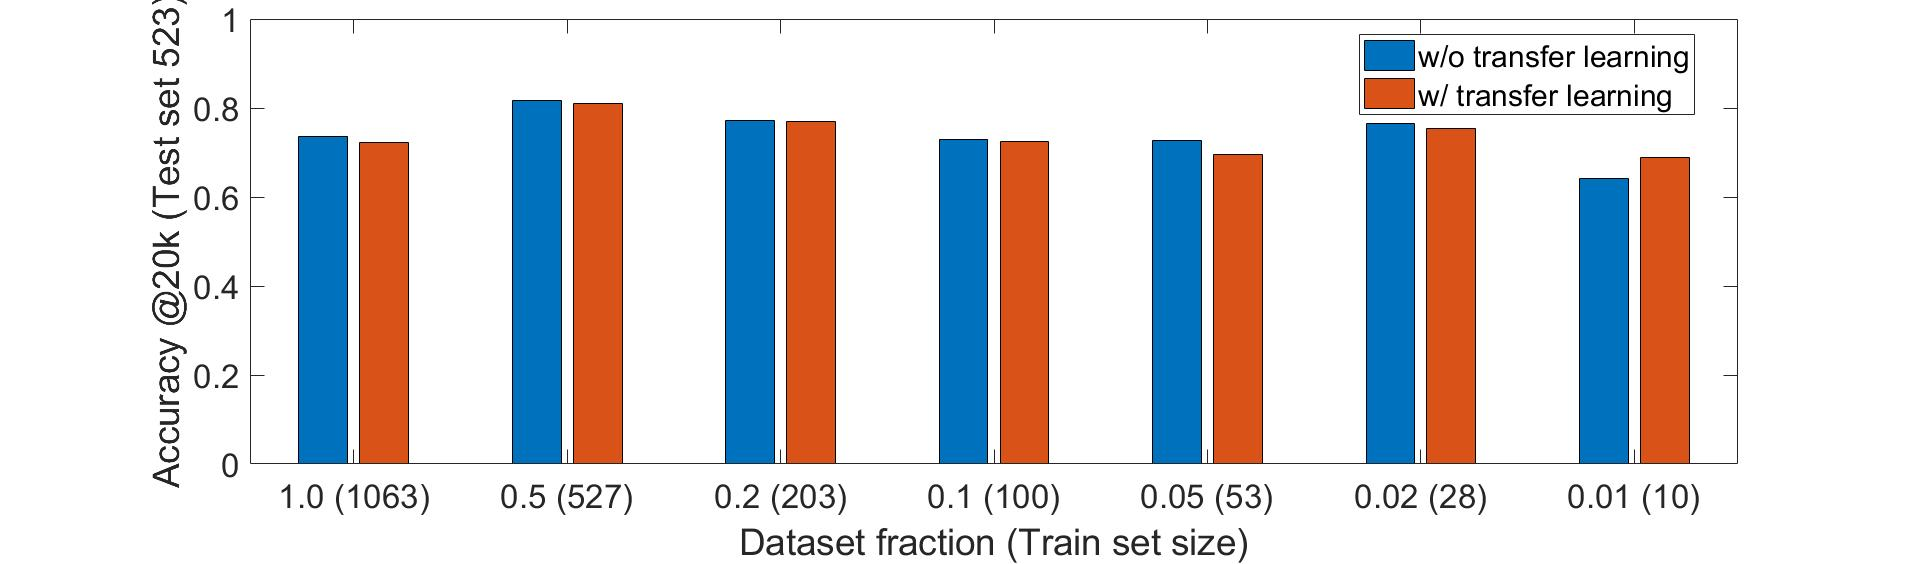 Accuracy @20k (Test set 523)
1
0.8
0.6
0.4
0.2
0
w/o transfer learning
w/ transfer learning
1.0 (1063) 0.5 (527) 0.2 (203) 0.1 (100) 0.05 (53) 0.02 (28) 0.01 (10)
Dataset fraction (Train set size)